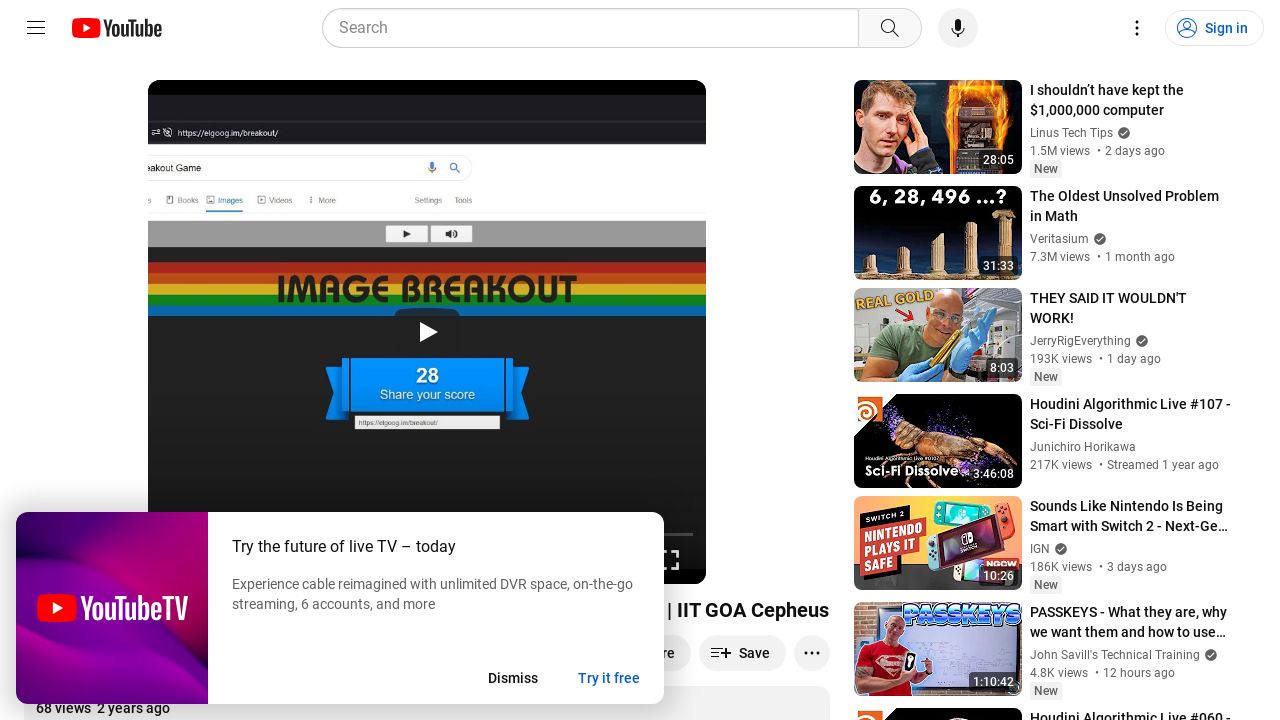 YouTube
Search
Sign in
https://elgoog.im/breakout/
eakout Game
Books
Images
Videos
More
Settings
Tools
IMAGE BREAKOUT
28
Share your score
https://elgoog.im/breakout/
| IIT GOA Cepheus
re
Save
68 views 2 years ago
YouTubeTV
Try the future of live TV – today
Experience cable reimagined with unlimited DVR space, on-the-go
streaming, 6 accounts, and more
Dismiss
Try it free
28:05
I shouldn’t have kept the
$1,000,000 computer
Linus Tech Tips
1.5M views • 2 days ago
New
6, 28, 496 ...?
31:33
The Oldest Unsolved Problem
in Math
Veritasium
7.3M views • 1 month ago
REAL GOLD
8:03
THEY SAID IT WOULDN'T
WORK!
JerryRigEverything
193K views • 1 day ago
New
Houdini Algorithmic Live #0107
Sci-Fi Dissolve
3:46:08
Houdini Algorithmic Live #107 -
Sci-Fi Dissolve
Junichiro Horikawa
217K views • Streamed 1 year ago
SWITCH 2
NINTENDO
PLAYS IT
SAFE
10:26
Sounds Like Nintendo Is Being
Smart with Switch 2 - Next-Ge...
IGN
186K views • 3 days ago
New
PASSKEYS
1:10:42
PASSKEYS - What they are, why
we want them and how to use...
John Savill's Technical Training
4.8K views • 12 hours ago
New
Houdini Algorithmic Live #060 -